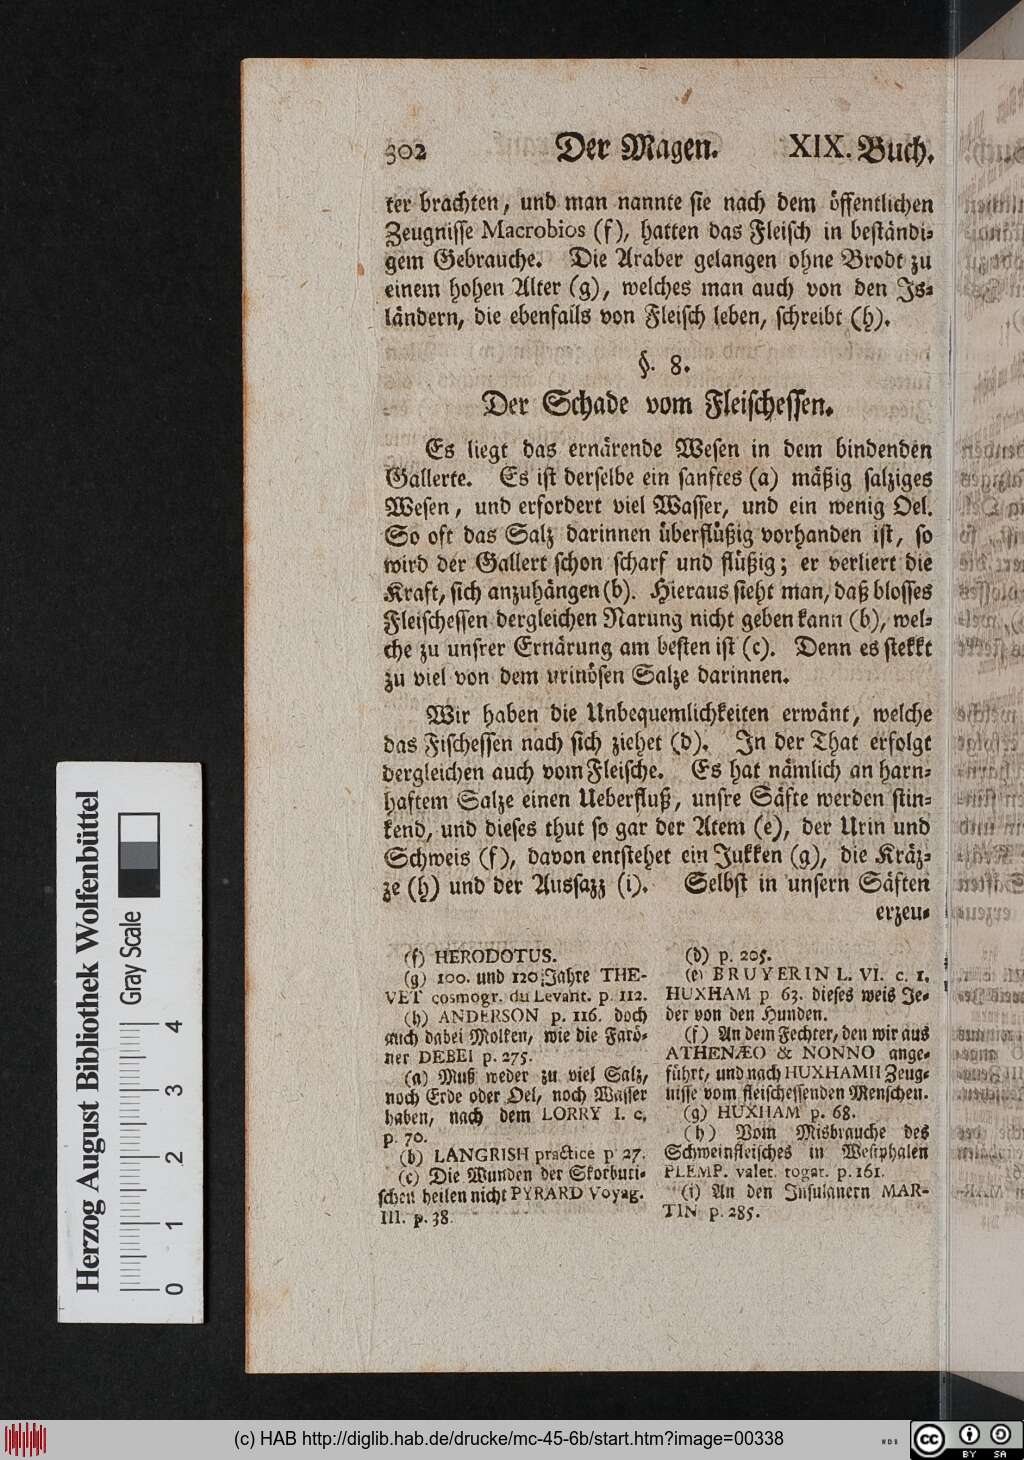 302 Der Magen. XIX. Buch.
ter brachten, und man nannte sie nach dem öffentlichen
Zeugnisse Macrobios (f), hatten das Fleisch in beständi-
gem Gebrauche. Die Araber gelangen ohne Brodt zu
einem hohen Alter (g), welches man auch von den Is-
ländern, die ebenfalls von Fleisch leben, schreibt (h).
§. 8.
Der Schade vom Fleischessen.
Es liegt das ernärende Wesen in dem bindenden
Gallerte. Es ist derselbe ein sanftes (a) mäßig salziges
Wesen, und erfordert viel Wasser, und ein wenig Oel.
So oft das Salz darinnen überflüßig vorhanden ist, so
wird der Gallert schon scharf und flüßig; er verliert die
Kraft, sich anzuhängen (b). Hieraus sieht man, daß blosses
Fleischessen dergleichen Narung nicht geben kann (b), wel-
che zu unsrer Ernärung am besten ist (c). Denn es stekkt
zu viel von dem urinösen Salze darinnen.
Wir haben die Unbequemlichkeiten erwänt, welche
das Fischessen nach sich ziehet (d). In der That erfolgt
dergleichen auch vom Fleische. Es hat nämlich an harn-
haftem Salze einen Ueberfluß, unsre Säfte werden stin-
kend, und dieses thut so gar der Atem (e), der Urin und
Schweis (f), davon entstehet ein Jukken (g), die Kräz-
ze (h) und der Aussazz (i). Selbst in unsern Säften
erzeu-
(f) HERODOTUS.
(g) 100. und 120 Jahre THE-
VET cosmogr. du Levant. p. 112.
(h) ANDERSON p. 116. doch
auch dabei Molken, wie die Farö-
ner DEBEI p. 275.
(a) Muß weder zu viel Salz,
noch Erde oder Oel, noch Wasser
haben, nach dem LORRY I. c.
p. 70.
(b) LANGRISH practice p 27.
(c) Die Wunden der Skorbuti-
schen heilen nicht PYRARD Voyag.
III. p. 38.
(d) p. 205.
(e) BRUYERIN L. VI. c. 1.
HUXHAM p 63. dieses weis Je-
der von den Hunden.
(f) An dem Fechter, den wir aus
ATHENÆO & NONNO ange-
führt, und nach HUXHAMII Zeug-
nisse vom fleischessenden Menschen.
(g) HUXHAM p. 68.
(h) Vom Misbrauche des
Schweinfleisches in Westphalen
PLEMP. valet. togat. p. 161.
(i) An den Insulanern MAR-
TIN p. 285.
Herzog August Bibliothek Wolfenbüttel
Gray Scale
0 1 2 3 4
(c) HAB http://diglib.hab.de/drucke/mc-45-6b/start.htm?image=00338
WDB
cc BY SA